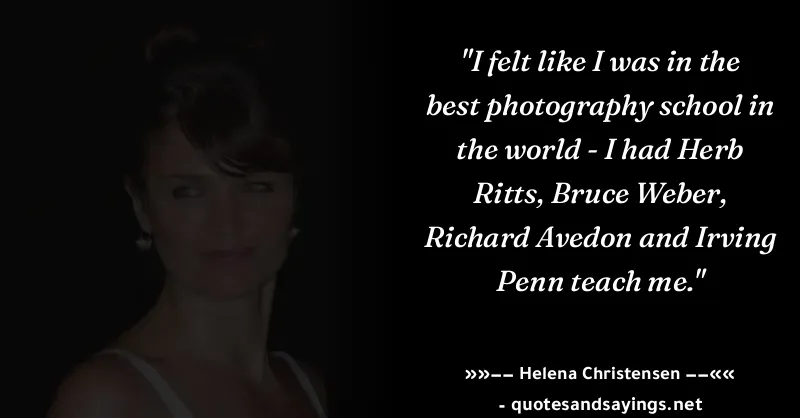 "I felt like I was in the
best photography school in
the world - I had Herb
Ritts, Bruce Weber,
Richard Avedon and Irving
Penn teach me."
»»—– Helena Christensen —–««
- quotesandsayings.net